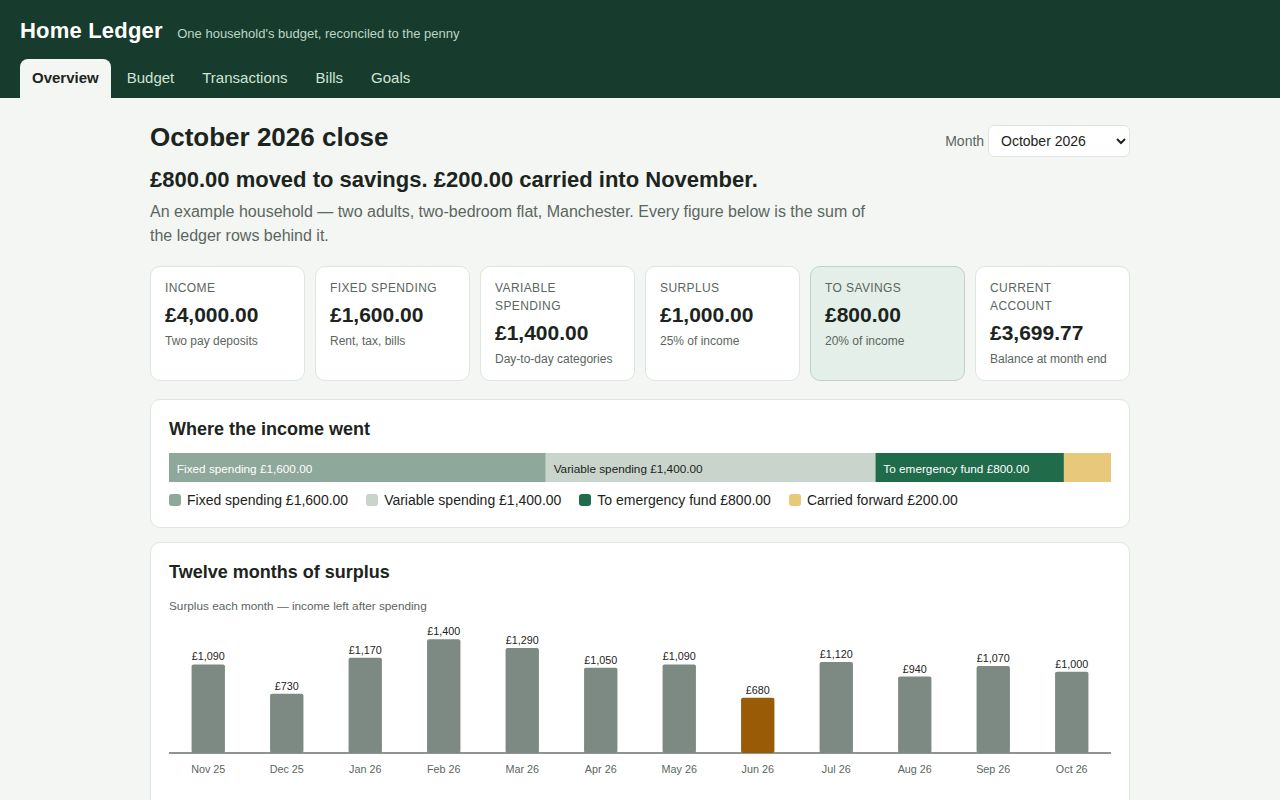 Home Ledger One household's budget, reconciled to the penny
Overview Budget Transactions Bills Goals
October 2026 close
Month October 2026
£800.00 moved to savings. £200.00 carried into November.
An example household — two adults, two-bedroom flat, Manchester. Every figure below is the sum of
the ledger rows behind it.
INCOME
£4,000.00
Two pay deposits
FIXED SPENDING
£1,600.00
Rent, tax, bills
VARIABLE
SPENDING
£1,400.00
Day-to-day categories
SURPLUS
£1,000.00
25% of income
TO SAVINGS
£800.00
20% of income
CURRENT
ACCOUNT
£3,699.77
Balance at month end
Where the income went
Fixed spending £1,600.00 Variable spending £1,400.00 To emergency fund £800.00
Fixed spending £1,600.00 Variable spending £1,400.00 To emergency fund £800.00 Carried forward £200.00
Twelve months of surplus
Surplus each month — income left after spending
£1,090 £730 £1,170 £1,400 £1,290 £1,050 £1,090 £680 £1,120 £940 £1,070 £1,000
Nov 25 Dec 25 Jan 26 Feb 26 Mar 26 Apr 26 May 26 Jun 26 Jul 26 Aug 26 Sep 26 Oct 26